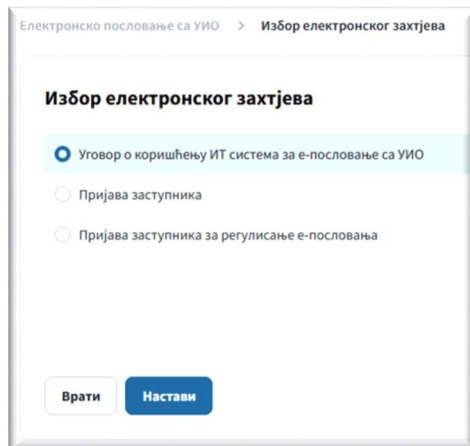 Електронско пословање са УИО > Избор електронског захтјева
Избор електронског захтјева
Уговор о коришћењу ИТ система за е-пословање са УИО
Пријава заступника
Пријава заступника за регулисање е-пословања
Врати Настави